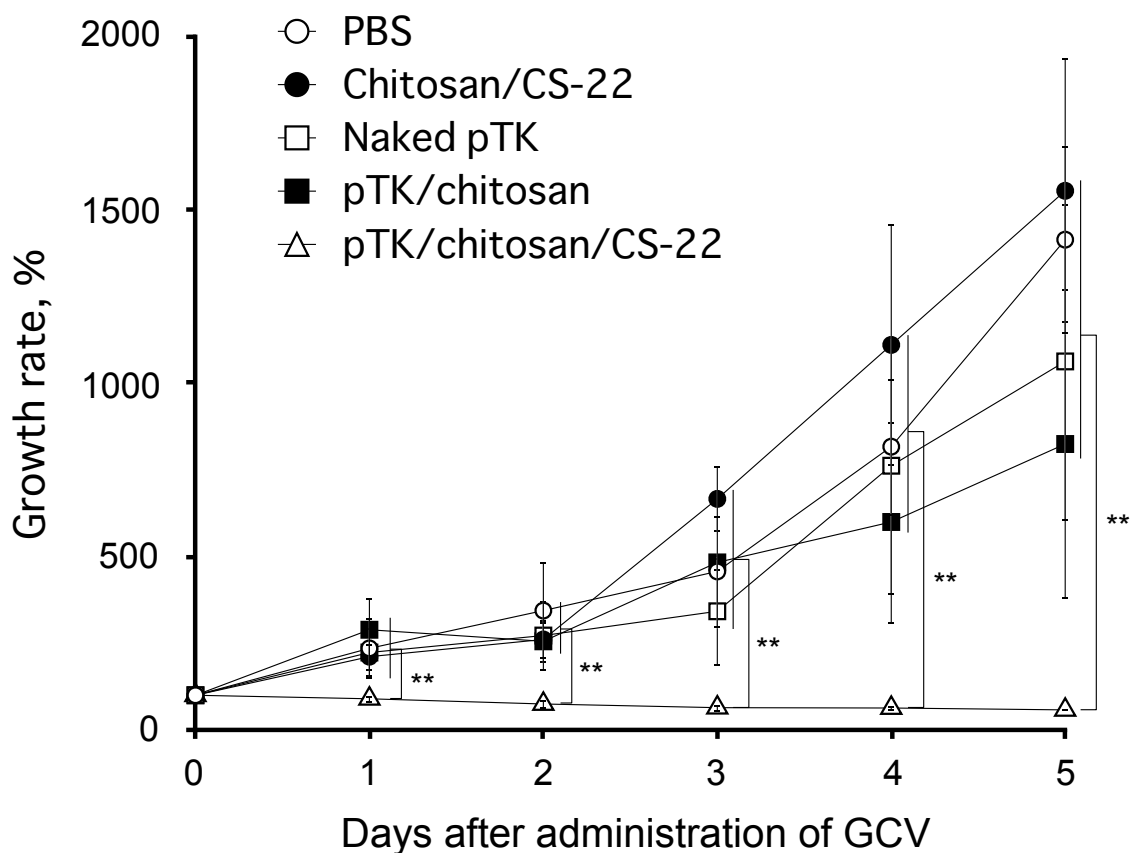 PBS
Chitosan/CS-22
Naked pTK
pTK/chitosan
pTK/chitosan/CS-22
Growth rate, %
2000
1500
1000
500
0
**
**
**
**
**
0 1 2 3 4 5
Days after administration of GCV